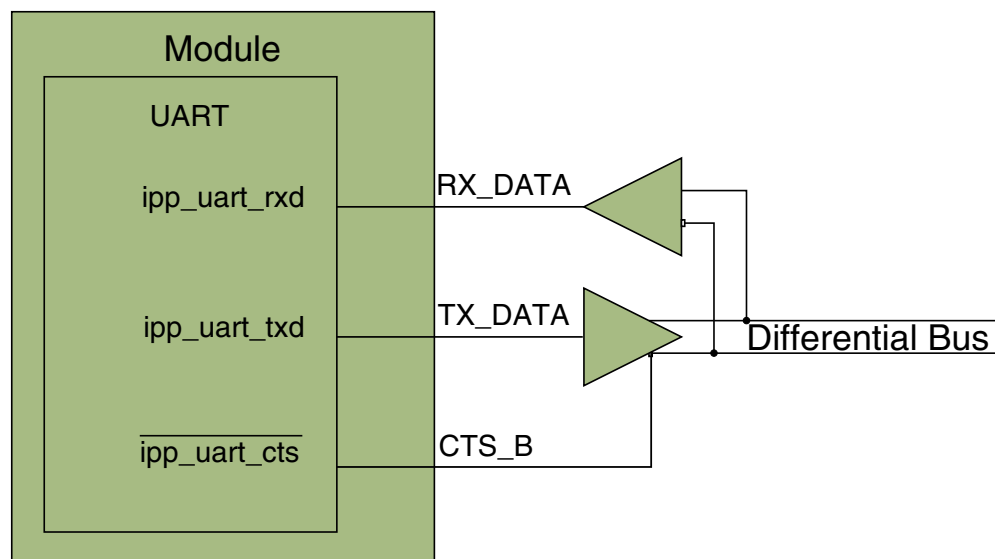 Module
UART
ipp_uart_rxd
RX_DATA
ipp_uart_txd
TX_DATA
Differential Bus
ipp_uart_cts
CTS_B